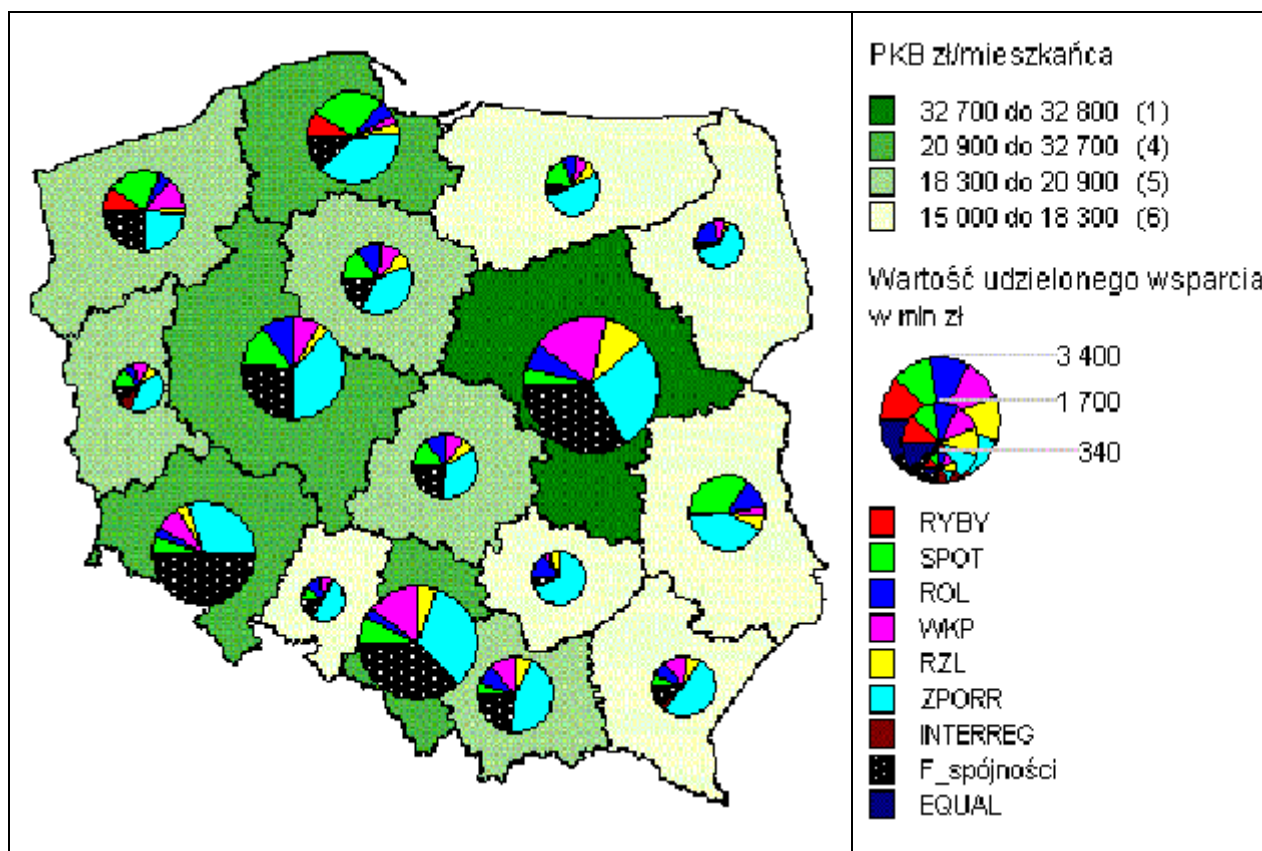 PKB zł/mieszkańca
32 700 do 32 800 (1)
20 900 do 32 700 (4)
18 300 do 20 900 (5)
15 000 do 18 300 (6)
Wartość udzielonego wsparcia
w mln zł
3 400
1 700
340
RYBY
SPOT
ROL
WKP
RZL
ZPORR
INTERREG
F_spójności
EQUAL